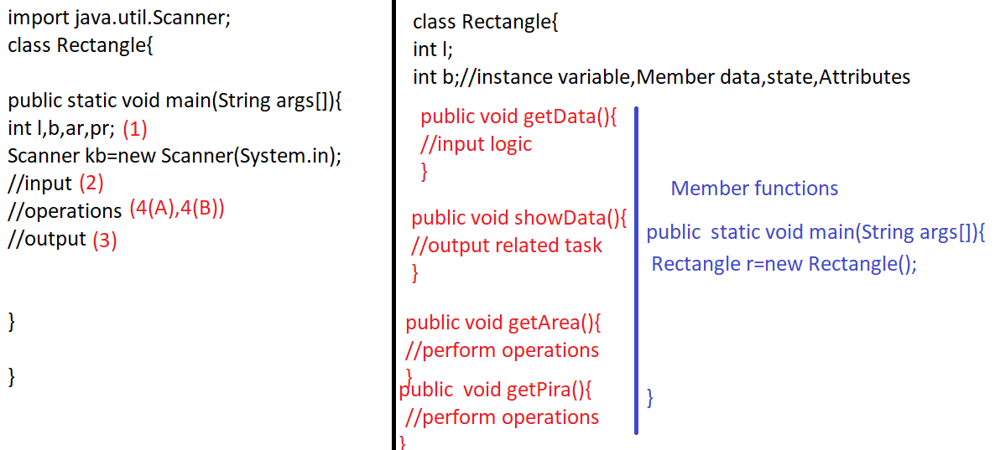 import java.util.Scanner;
class Rectangle{
public static void main(String args[]){
int l,b,ar,pr; (1)
Scanner kb=new Scanner(System.in);
//input (2)
//operations (4(A),4(B))
//output (3)
}
}
class Rectangle{
int l;
int b;//instance variable,Member data,state,Attributes
public void getData(){
//input logic
}
public void showData(){
//output related task
}
public void getArea(){
//perform operations
}
public  void getPira(){
//perform operations
}
Member functions
public  static void main(String args[]){
Rectangle r=new Rectangle();
}